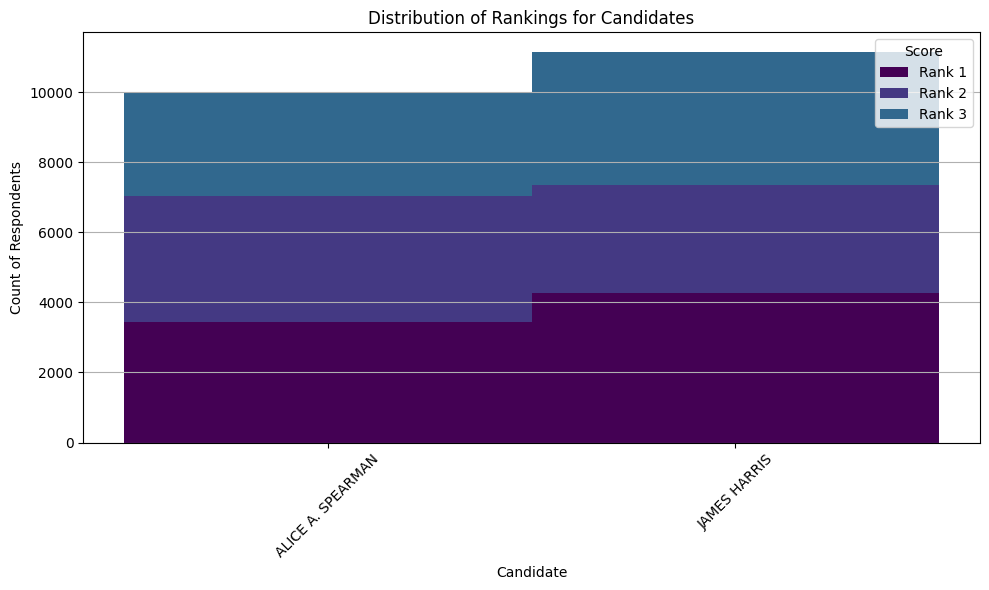 Distribution of Rankings for Candidates
Score
Rank 1
Rank 2
Rank 3
Count of Respondents
10000
8000
6000
4000
2000
0
ALICE A. SPEARMAN
JAMES HARRIS
Candidate